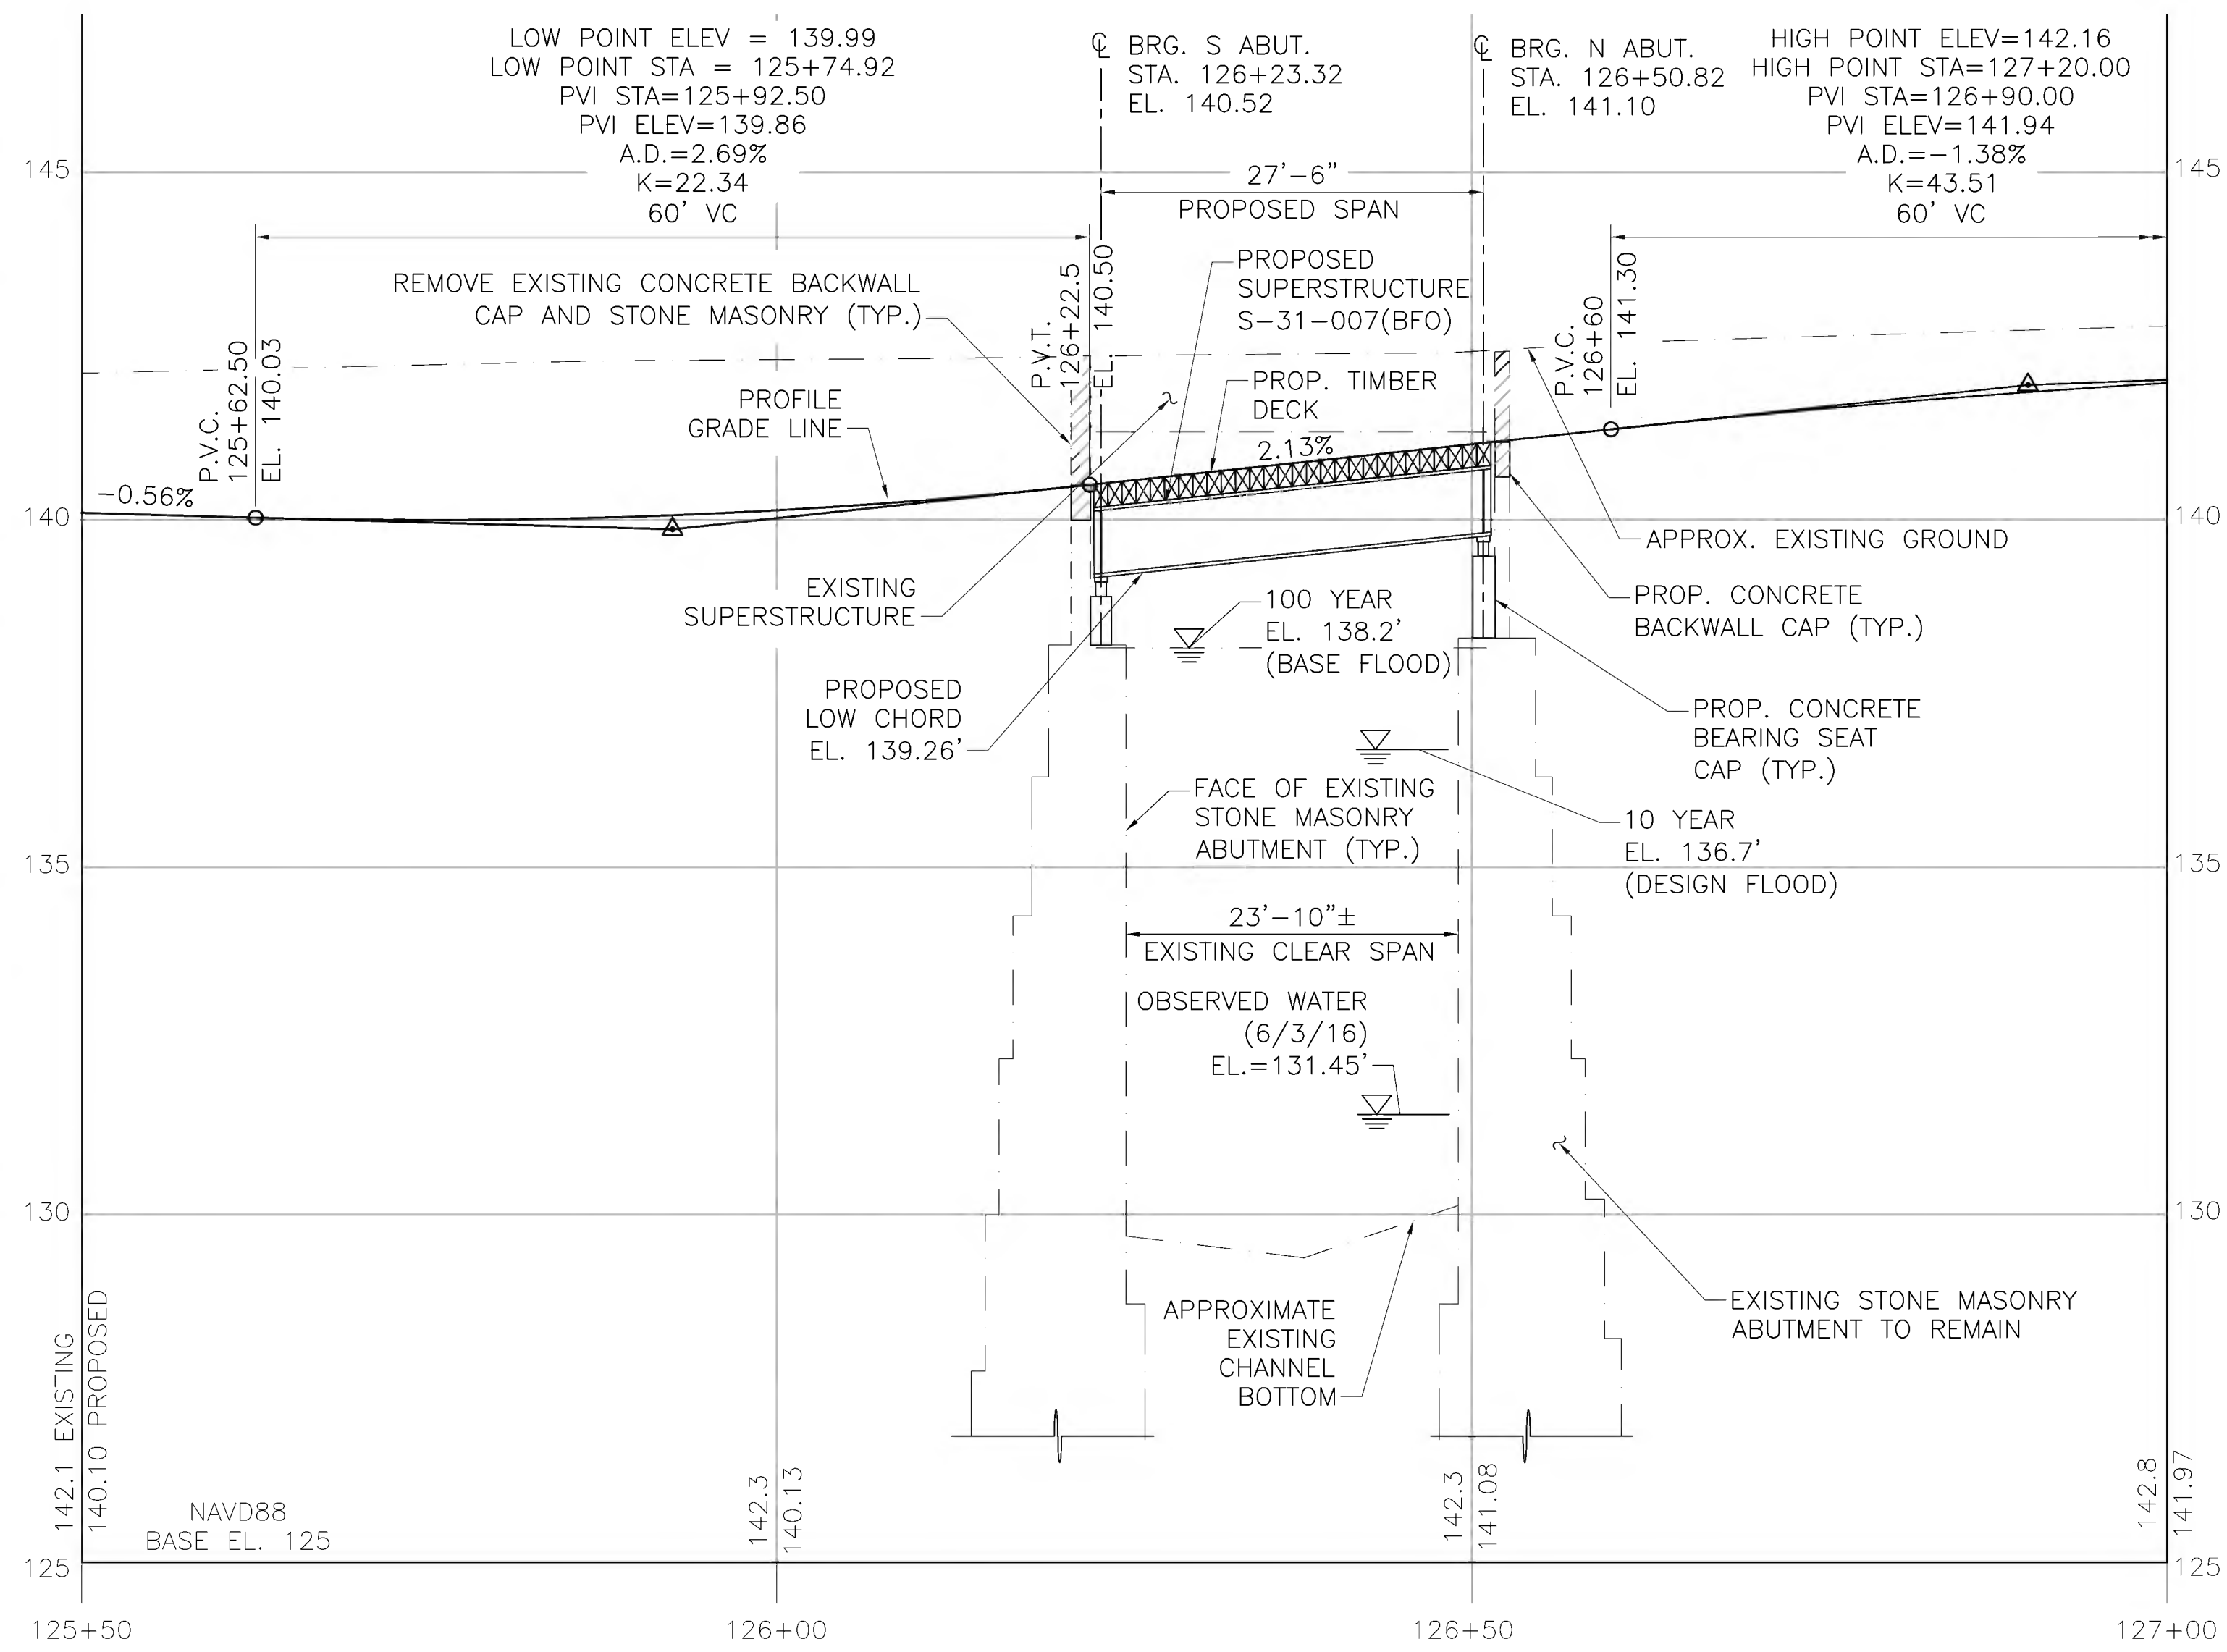 LOW POINT ELEV = 139.99
LOW POINT STA = 125+74.92
PVI STA=125+92.50
PVI ELEV=139.86
A.D.=2.69%
K=22.34
60' VC
℄ BRG. S ABUT.
STA. 126+23.32
EL. 140.52
℄ BRG. N ABUT.
STA. 126+50.82
EL. 141.10
HIGH POINT ELEV=142.16
HIGH POINT STA=127+20.00
PVI STA=126+90.00
PVI ELEV=141.94
A.D.=-1.38%
K=43.51
60' VC
145
145
27'-6"
PROPOSED SPAN
REMOVE EXISTING CONCRETE BACKWALL
CAP AND STONE MASONRY (TYP.)
P.V.T.
126+22.5
EL. 140.50
PROPOSED
SUPERSTRUCTURE
S-31-007(BF0)
P.V.C.
126+60
EL. 141.30
P.V.C.
125+62.50
EL. 140.03
PROFILE
GRADE LINE
PROP. TIMBER
DECK
2.13%
-0.56%
140
140
APPROX. EXISTING GROUND
EXISTING
SUPERSTRUCTURE
100 YEAR
EL. 138.2'
(BASE FLOOD)
PROP. CONCRETE
BACKWALL CAP (TYP.)
PROPOSED
LOW CHORD
EL. 139.26'
PROP. CONCRETE
BEARING SEAT
CAP (TYP.)
FACE OF EXISTING
STONE MASONRY
ABUTMENT (TYP.)
10 YEAR
EL. 136.7'
(DESIGN FLOOD)
135
135
23'-10"±
EXISTING CLEAR SPAN
OBSERVED WATER
(6/3/16)
EL.=131.45'
130
130
APPROXIMATE
EXISTING
CHANNEL
BOTTOM
EXISTING STONE MASONRY
ABUTMENT TO REMAIN
142.1 EXISTING
140.10 PROPOSED
142.3
140.13
142.3
141.08
142.8
141.97
NAVD88
BASE EL. 125
125
125
125+50
126+00
126+50
127+00